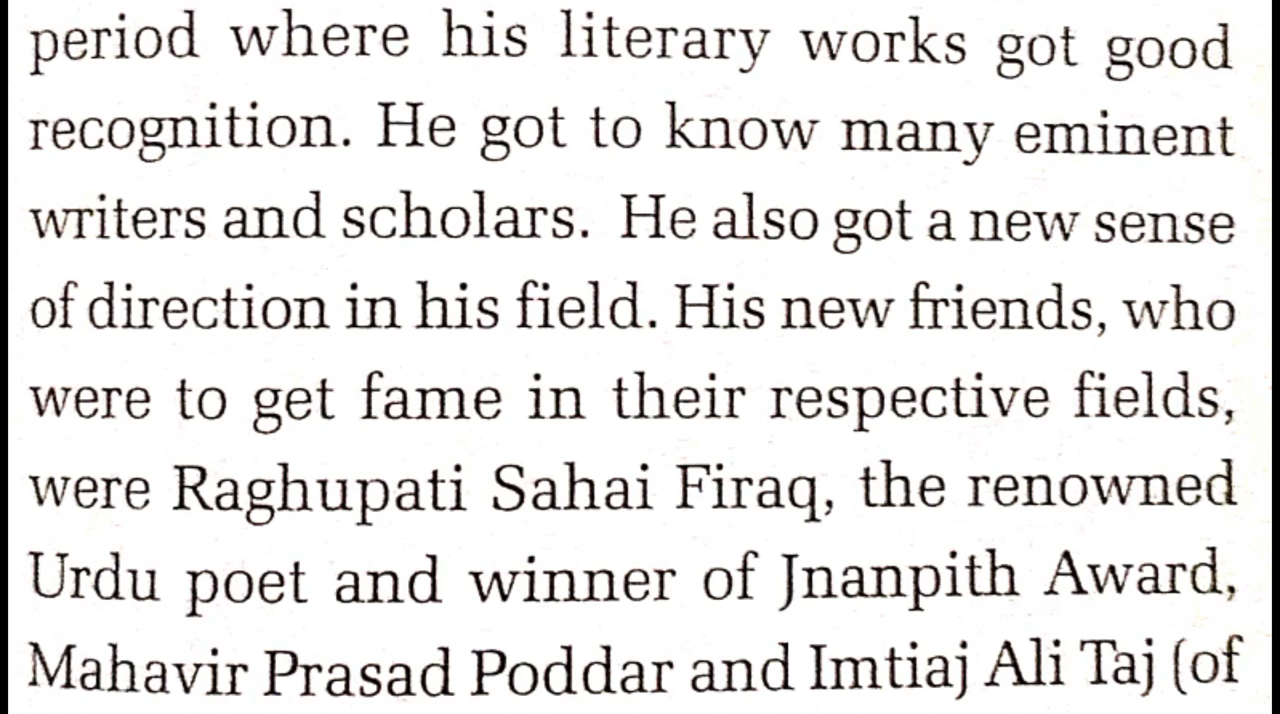 period where his literary works got good
recognition. He got to know many eminent
writers and scholars. He also got a new sense
of direction in his field. His new friends, who
were to get fame in their respective fields,
were Raghupati Sahai Firaq, the renowned
Urdu poet and winner of Jnanpith Award,
Mahavir Prasad Poddar and Imtiaj Ali Taj (of